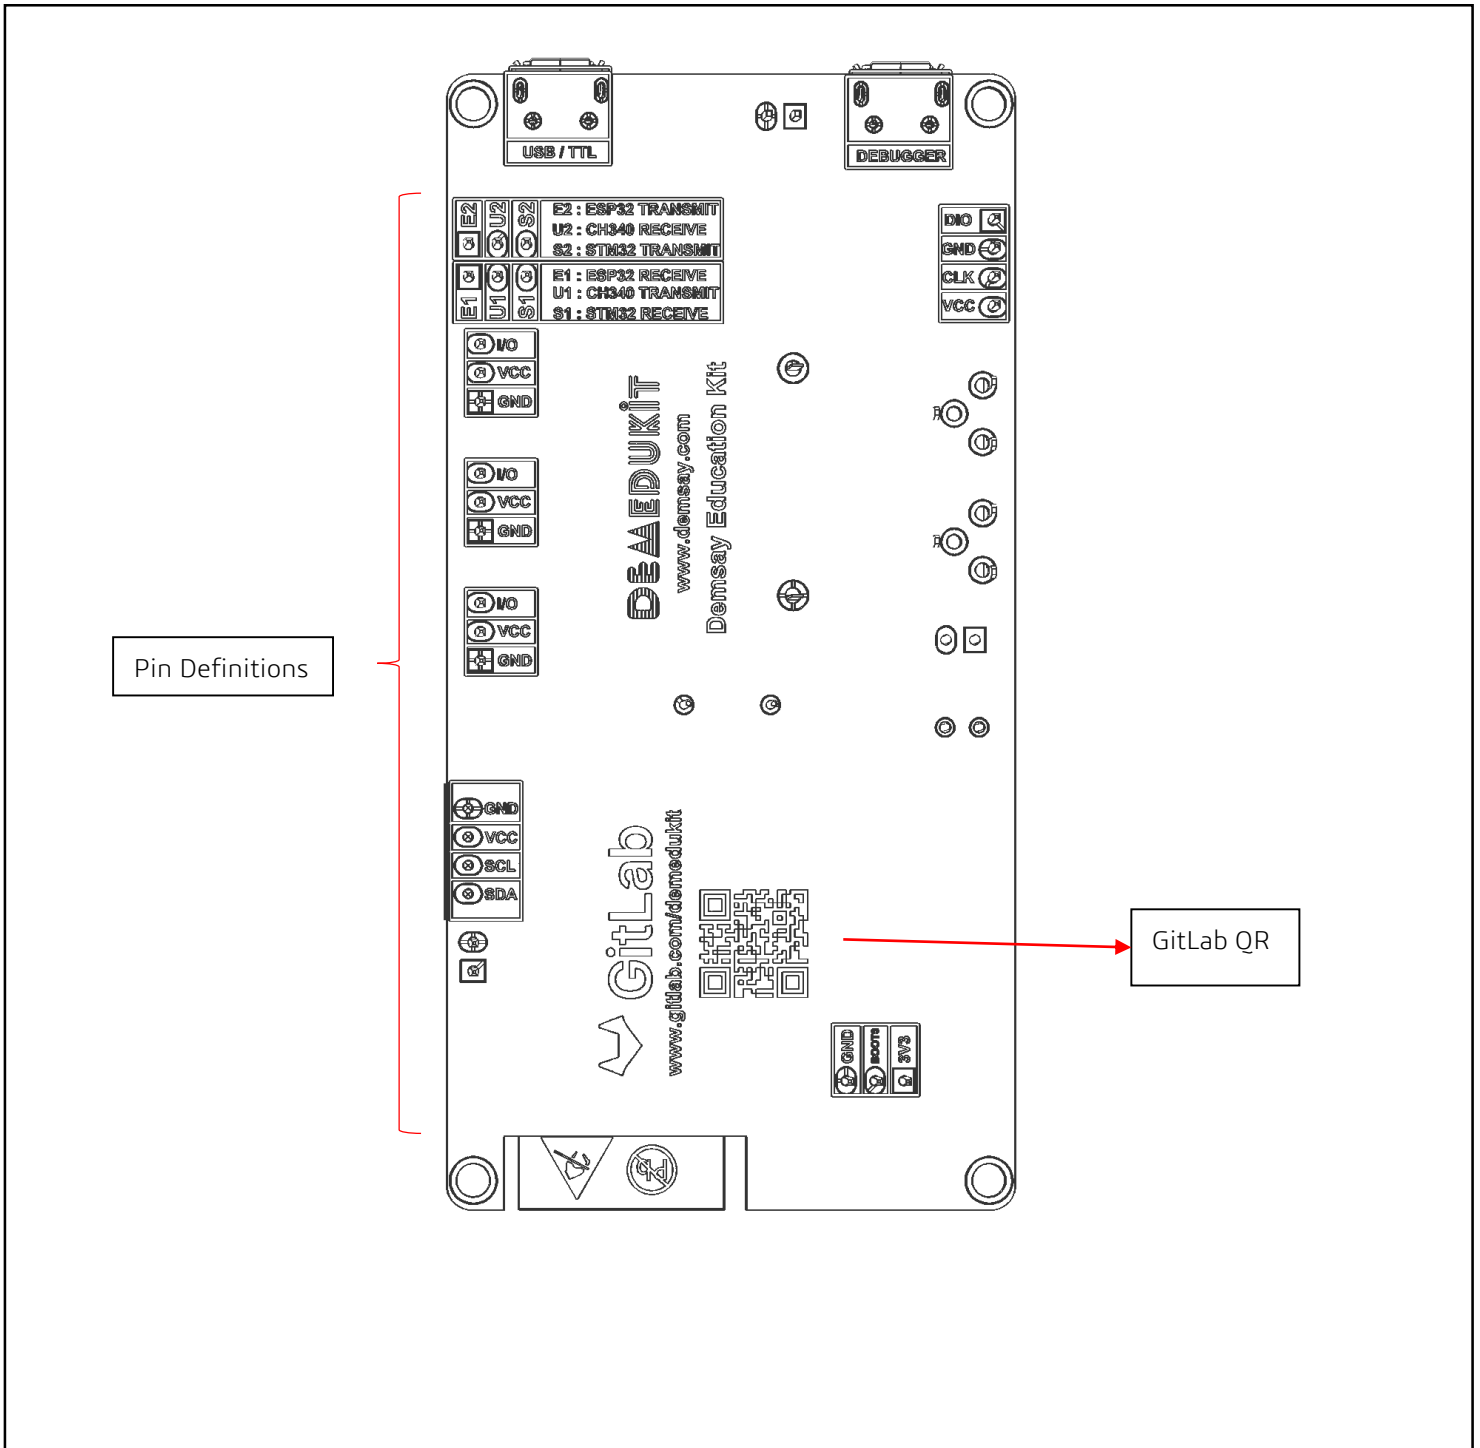 USB / TTL
DEBUGGER
E2
U2
S2
E2 : ESP32 TRANSMIT
U2 : CH340 RECEIVE
S2 : STM32 TRANSMIT
E1
U1
S1
E1 : ESP32 RECEIVE
U1 : CH340 TRANSMIT
S1 : STM32 RECEIVE
DIO
GND
CLK
VCC
I/O
VCC
GND
I/O
VCC
GND
I/O
VCC
GND
DEMEDUKİT
www.demsay.com
Demsay Education Kit
Pin Definitions
GND
VCC
SCL
SDA
GitLab
www.gitlab.com/demedukit
GitLab QR
GND
BOOT0
3V3